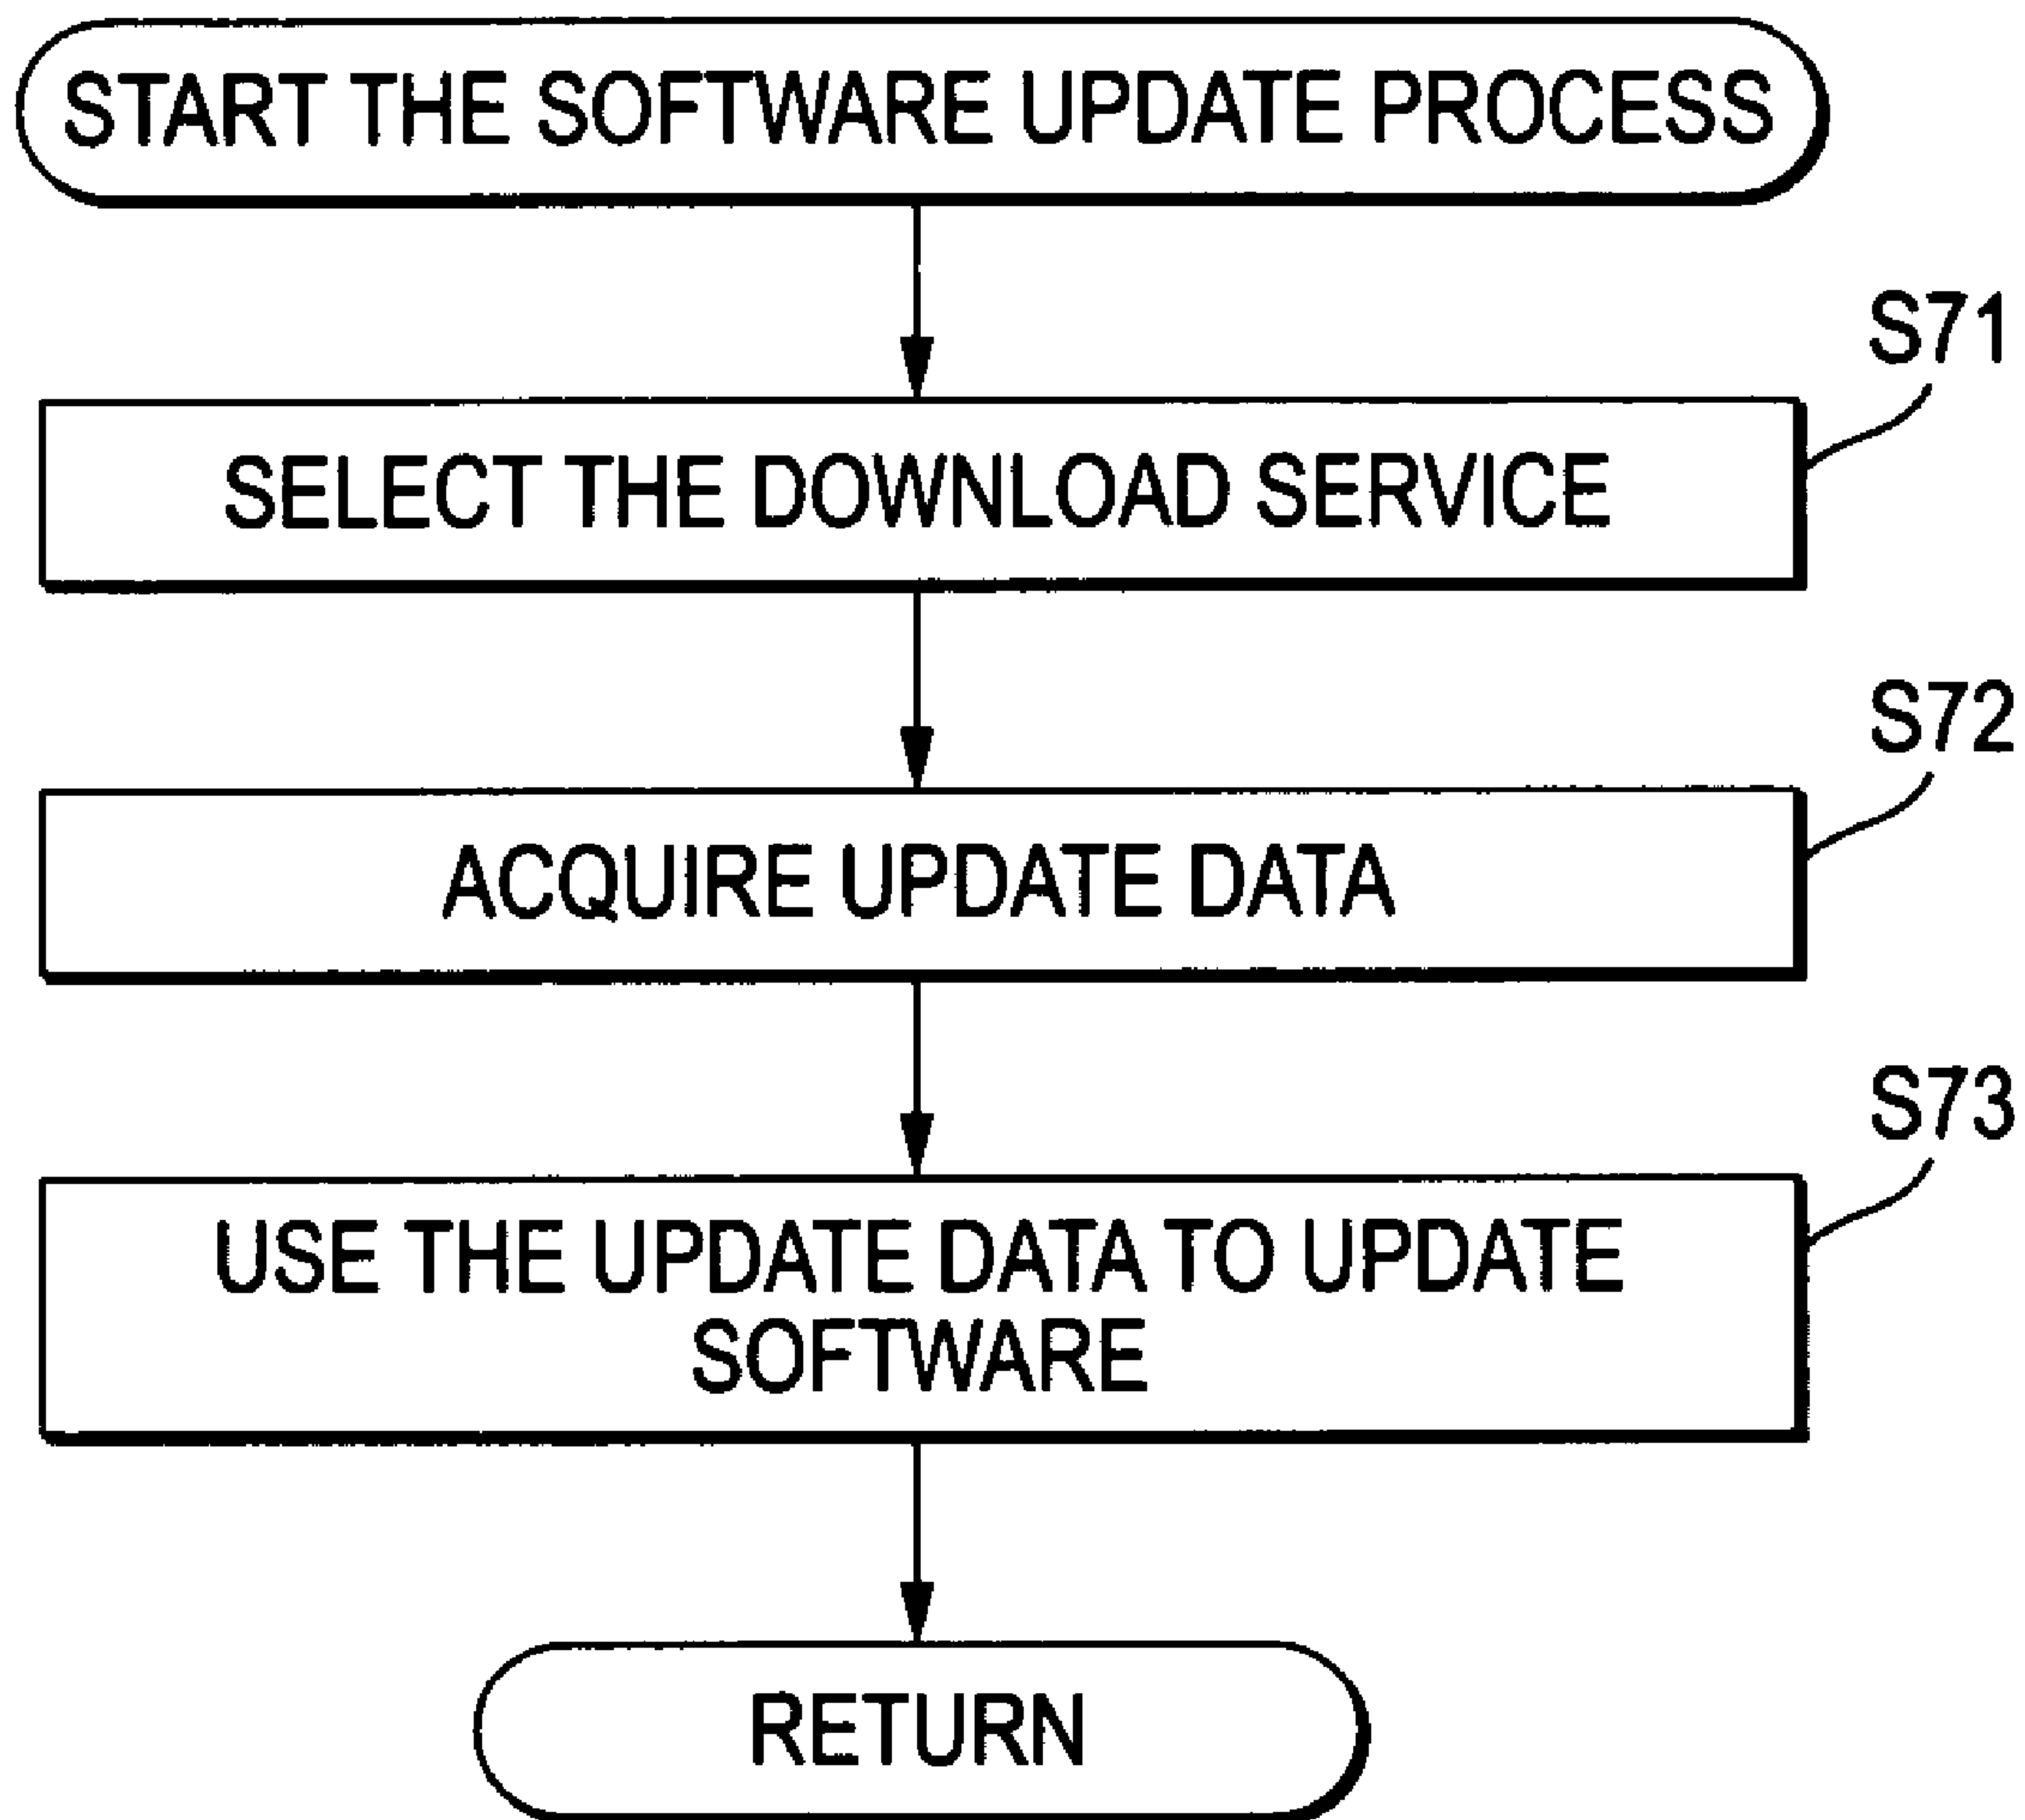 START THE SOFTWARE UPDATE PROCESS
S71
SELECT THE DOWNLOAD SERVICE
S72
ACQUIRE UPDATE DATA
S73
USE THE UPDATE DATA TO UPDATE
SOFTWARE
RETURN